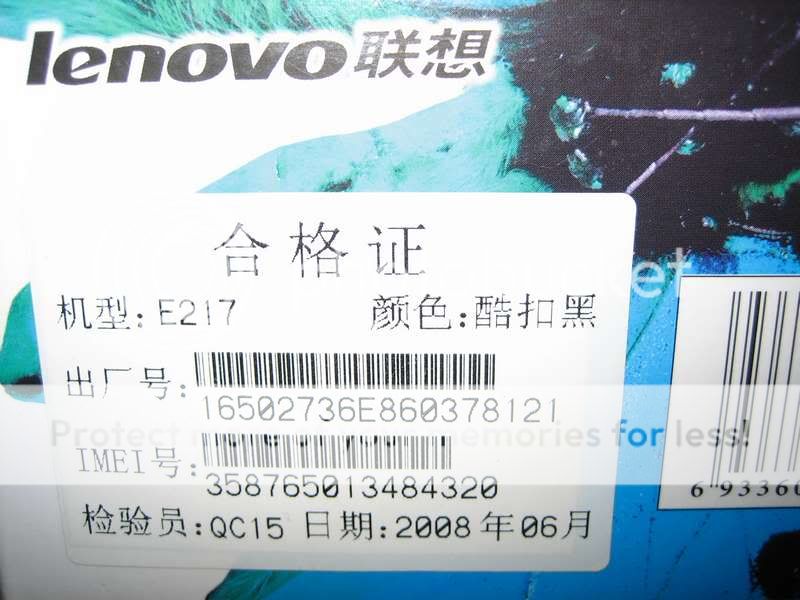 lenovo联想
合格证
机型: E217 颜色:酷扣黑
出厂号:
16502736E860378121
Protect more of your memories for less!
IMEI号:
358765013484320
6 93360
检验员:QC15 日期:2008年06月